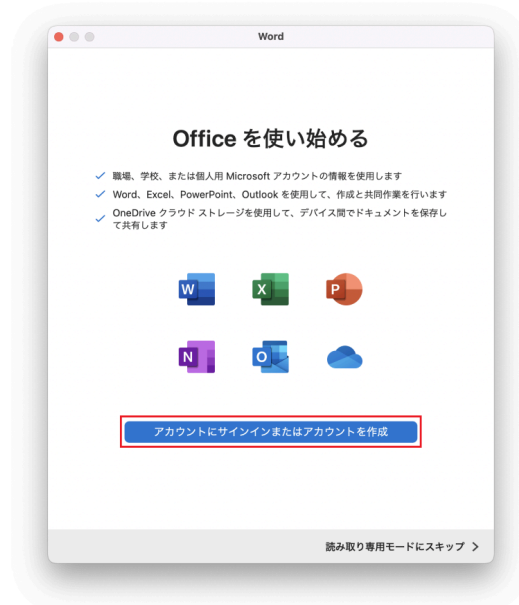 Word
Office を使い始める
職場、学校、または個人用 Microsoft アカウントの情報を使用します
Word、Excel、PowerPoint、Outlook を使用して、作成と共同作業を行います
OneDrive クラウド ストレージを使用して、デバイス間でドキュメントを保存し
て共有します
W X P
N O
アカウントにサインインまたはアカウントを作成
読み取り専用モードにスキップ >